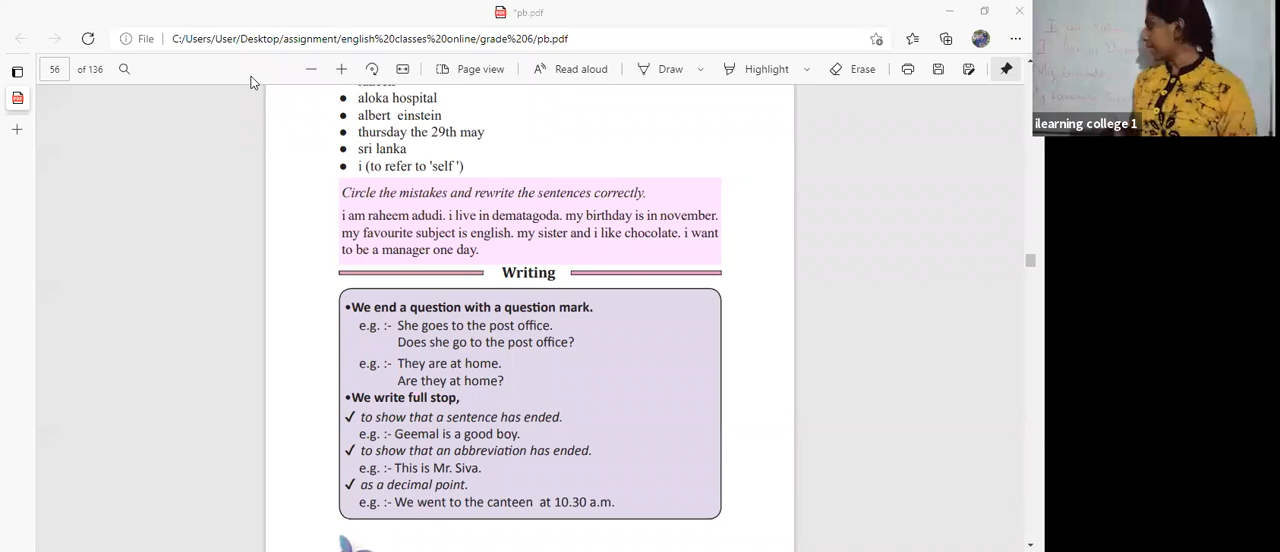 *pb.pdf
File C:/Users/User/Desktop/assignment/english%20classes%20online/grade%206/pb.pdf
56 of 136 Page view Read aloud Draw Highlight Erase
ilearning college 1
● aloka hospital
● albert einstein
● thursday the 29th may
● sri lanka
● i (to refer to 'self ')
Circle the mistakes and rewrite the sentences correctly.
i am raheem adudi. i live in dematagoda. my birthday is in november.
my favourite subject is english. my sister and i like chocolate. i want
to be a manager one day.
Writing
•We end a question with a question mark.
e.g. :- She goes to the post office.
Does she go to the post office?
e.g. :- They are at home.
Are they at home?
•We write full stop,
✓ to show that a sentence has ended.
e.g. :- Geemal is a good boy.
✓ to show that an abbreviation has ended.
e.g. :- This is Mr. Siva.
✓ as a decimal point.
e.g. :- We went to the canteen at 10.30 a.m.